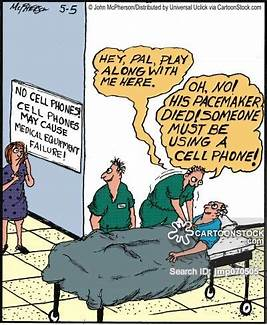 McPHERSON 5-5
© John McPherson/Distributed by Universal Uclick via CartoonStock.com
HEY, PAL, PLAY
ALONG WITH
ME HERE.
OH, NO!
HIS PACEMAKER
DIED! SOMEONE
MUST BE
USING A
CELL PHONE!
NO CELL PHONES!
CELL PHONES
MAY CAUSE
MEDICAL EQUIPMENT
FAILURE!
© CARTOONSTOCK
.com
Search ID: jmp070505